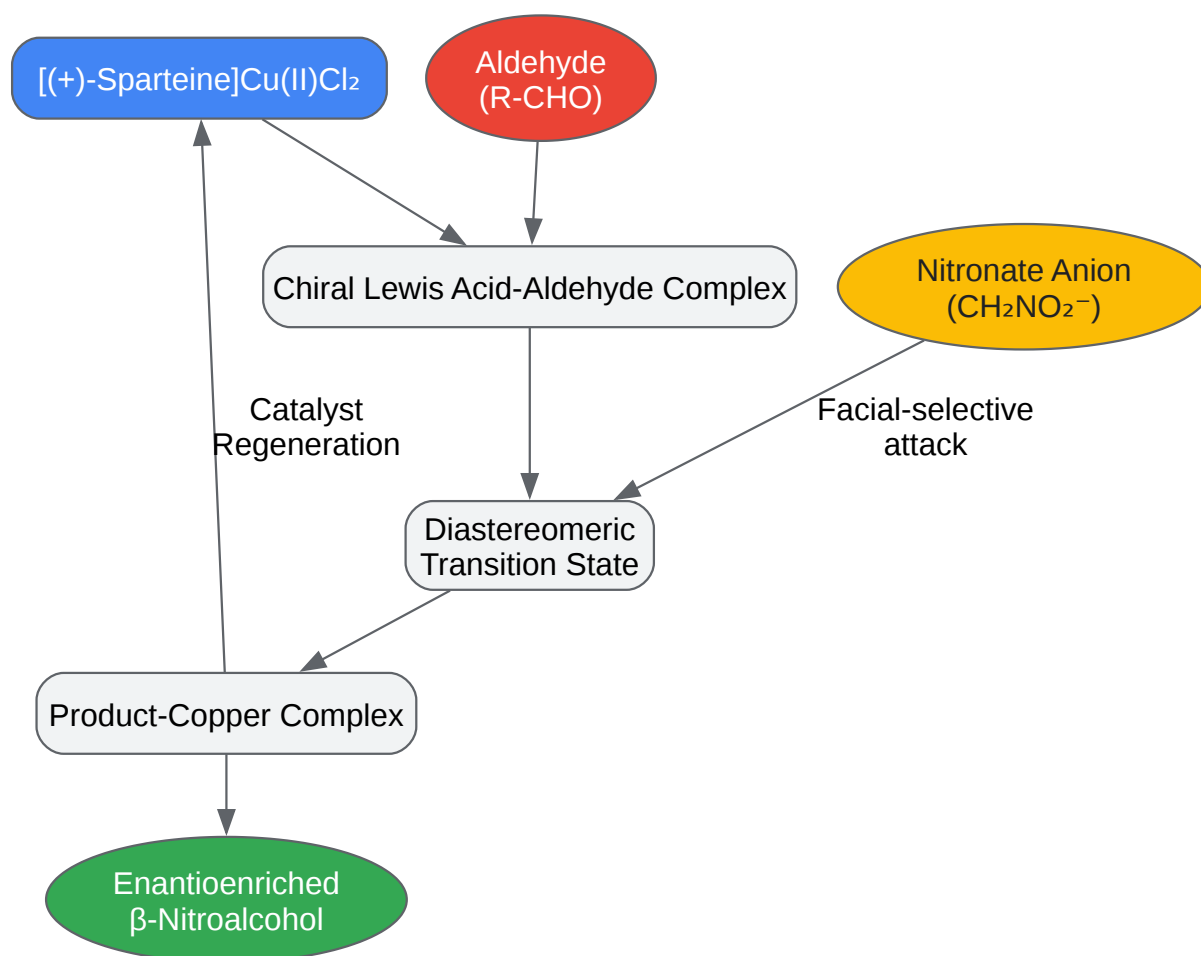 [(+)-Sparteine]Cu(II)Cl₂
Aldehyde
(R-CHO)
Chiral Lewis Acid-Aldehyde Complex
Nitronate Anion
(CH₂NO₂⁻)
Catalyst
Regeneration
Facial-selective
attack
Diastereomeric
Transition State
Product-Copper Complex
Enantioenriched
β-Nitroalcohol